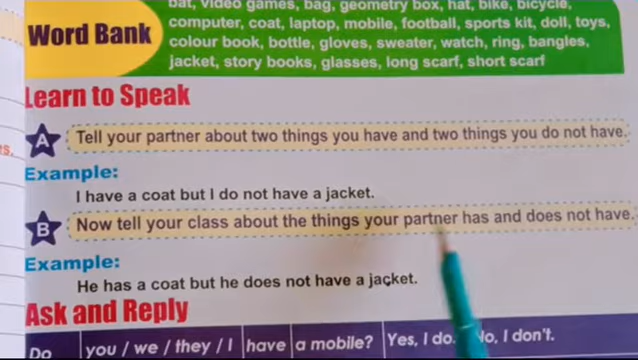 bat, video games, bag, geometry box, hat, bike, bicycle,
Word Bank
computer, coat, laptop, mobile, football, sports kit, doll, toys,
colour book, bottle, gloves, sweater, watch, ring, bangles,
jacket, story books, glasses, long scarf, short scarf
Learn to Speak
A Tell your partner about two things you have and two things you do not have.
Example:
I have a coat but I do not have a jacket.
B Now tell your class about the things your partner has and does not have.
Example:
He has a coat but he does not have a jacket.
Ask and Reply
Do you / we / they / I have a mobile? Yes, I do. No, I don't.